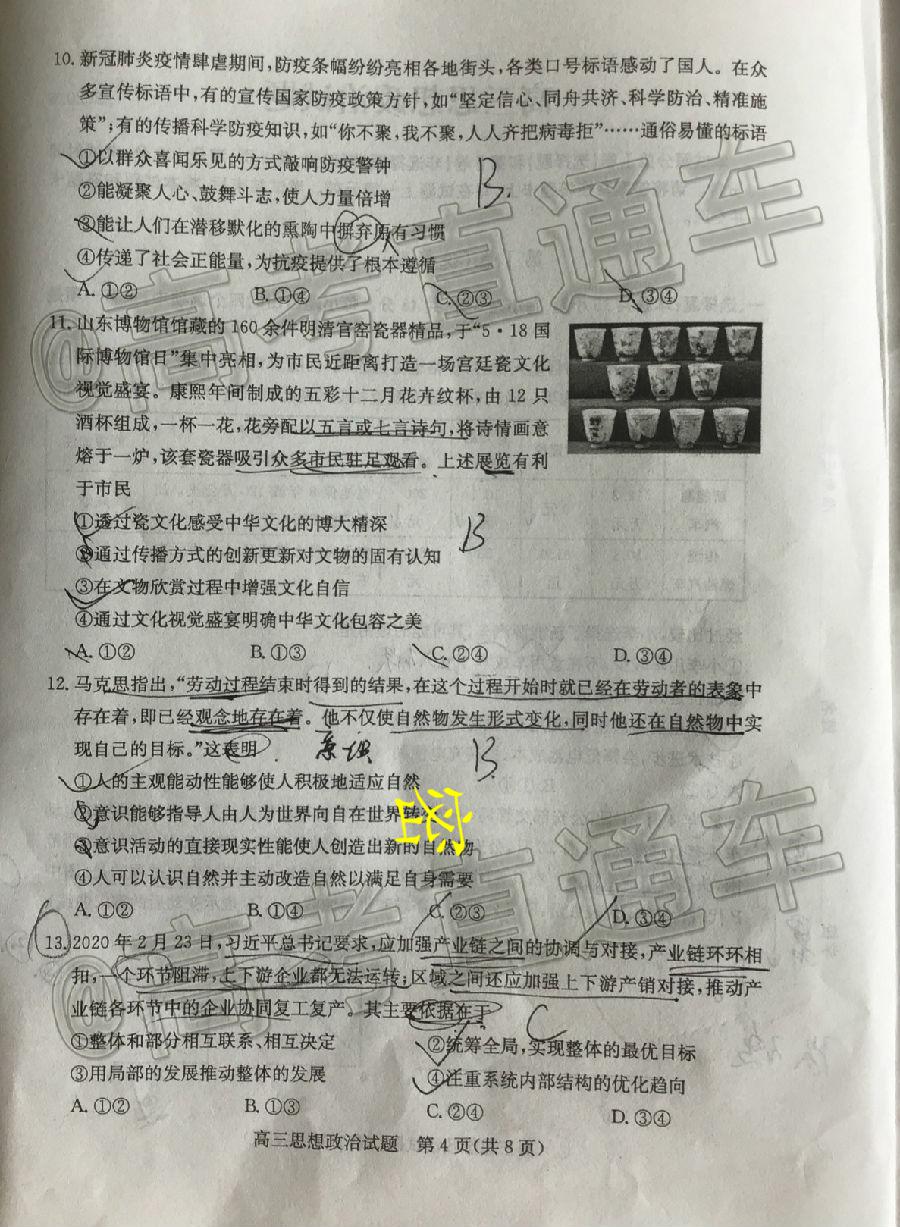 10. 新冠肺炎疫情肆虐期间，防疫条幅纷纷亮相各地街头，各类口号标语感动了国人。在众
多宣传标语中，有的宣传国家防疫政策方针，如“坚定信心、同舟共济、科学防治、精准施
策”；有的传播科学防疫知识，如“你不聚，我不聚，人人齐把病毒拒”……通俗易懂的标语
①以群众喜闻乐见的方式敲响防疫警钟
②能凝聚人心、鼓舞斗志，使人力量倍增
B.
③能让人们在潜移默化的熏陶中摒弃原有习惯
④传递了社会正能量，为抗疫提供了根本遵循
A. ①② B. ①④ C. ②③ D. ③④
11. 山东博物馆馆藏的 160 余件明清官窑瓷器精品，于“5·18 国
际博物馆日”集中亮相，为市民近距离打造一场宫廷瓷文化
视觉盛宴。康熙年间制成的五彩十二月花卉纹杯，由 12 只
酒杯组成，一杯一花，花旁配以五言或七言诗句，将诗情画意
熔于一炉，该套瓷器吸引众多市民驻足观看。上述展览有利
于市民
①透过瓷文化感受中华文化的博大精深
B
②通过传播方式的创新更新对文物的固有认知
③在文物欣赏过程中增强文化自信
④通过文化视觉盛宴明确中华文化包容之美
A. ①② B. ①③ C. ②④ D. ③④
12. 马克思指出，“劳动过程结束时得到的结果，在这个过程开始时就已经在劳动者的表象中
存在着，即已经观念地存在着。他不仅使自然物发生形式变化，同时他还在自然物中实
现自己的目标。”这表明
B.
①人的主观能动性能够使人积极地适应自然
②意识能够指导人由人为世界向自在世界转变
③意识活动的直接现实性能使人创造出新的自然物
④人可以认识自然并主动改造自然以满足自身需要
A. ①② B. ①④ C. ②③ D. ③④
13. 2020 年 2 月 23 日，习近平总书记要求，应加强产业链之间的协调与对接，产业链环环相
扣，一个环节阻滞，上下游企业都无法运转；区域之间还应加强上下游产销对接，推动产
业链各环节中的企业协同复工复产。其主要依据在于
C
①整体和部分相互联系、相互决定 ②统筹全局，实现整体的最优目标
③用局部的发展推动整体的发展 ④注重系统内部结构的优化趋向
A. ①② B. ①③ C. ②④ D. ③④
高三思想政治试题 第 4 页(共 8 页)
@高考直通车
@高考直通车
密